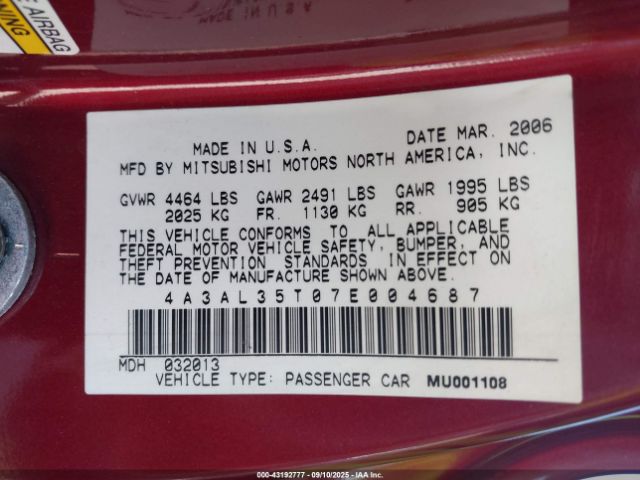 E AIRBAG
NING
MADE IN U.S.A. DATE MAR. 2006
MFD BY MITSUBISHI MOTORS NORTH AMERICA, INC.
GVWR 4464 LBS GAWR 2491 LBS GAWR 1995 LBS
2025 KG FR. 1130 KG RR. 905 KG
THIS VEHICLE CONFORMS TO ALL APPLICABLE
FEDERAL MOTOR VEHICLE SAFETY, BUMPER, AND
THEFT PREVENTION STANDARDS IN EFFECT ON
THE DATE OF MANUFACTURE SHOWN ABOVE.
4A3AL35T07E004687
MDH 032013
VEHICLE TYPE: PASSENGER CAR MU001108
000-43192777 - 09/10/2025 - IAA Inc.